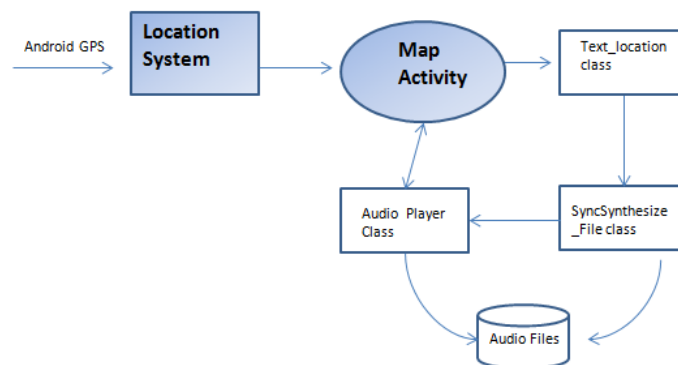 Android GPS
Location
System
Map
Activity
Text_location
class
Audio Player
Class
SyncSynthesize
_File class
Audio Files